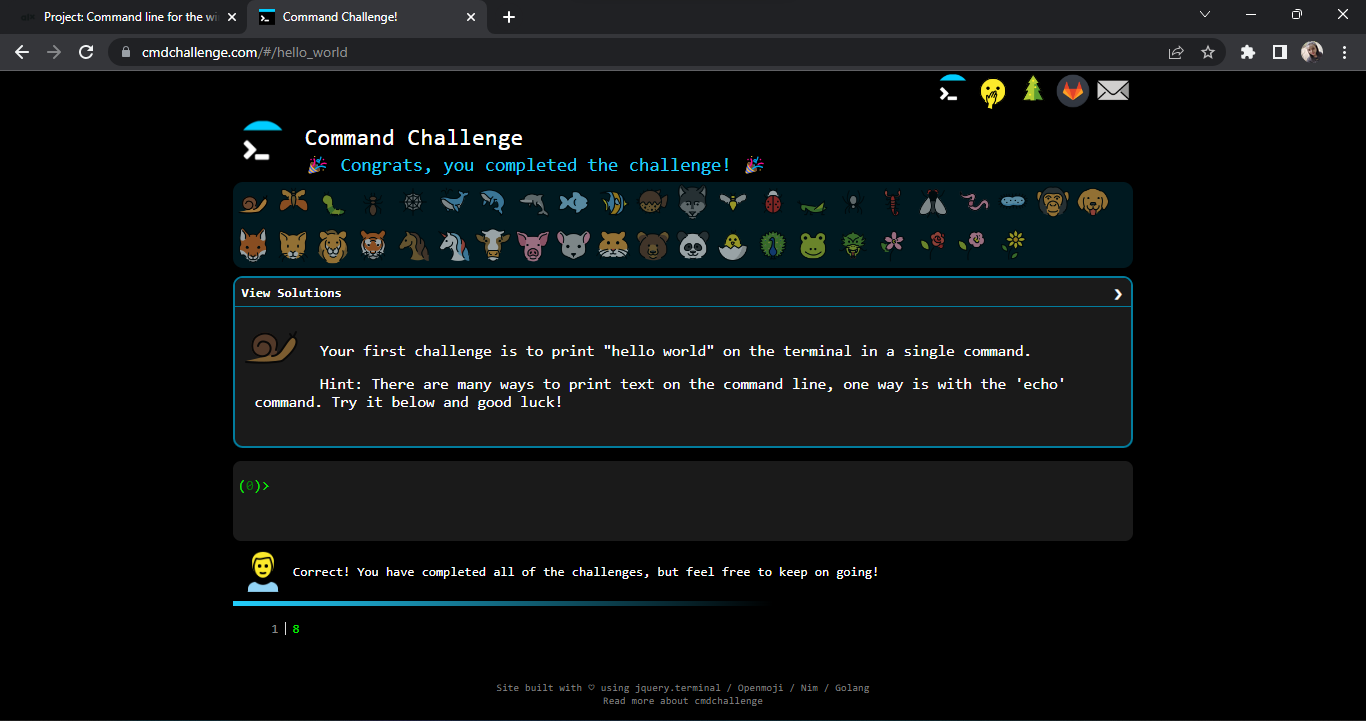 Project: Command line for the wi
Command Challenge!
cmdchallenge.com/#/hello_world
Command Challenge
🎉 Congrats, you completed the challenge! 🎉
View Solutions
Your first challenge is to print "hello world" on the terminal in a single command.
Hint: There are many ways to print text on the command line, one way is with the 'echo'
command. Try it below and good luck!
(0)>
Correct! You have completed all of the challenges, but feel free to keep on going!
1 8
Site built with ♡ using jquery.terminal / Openmoji / Nim / Golang
Read more about cmdchallenge